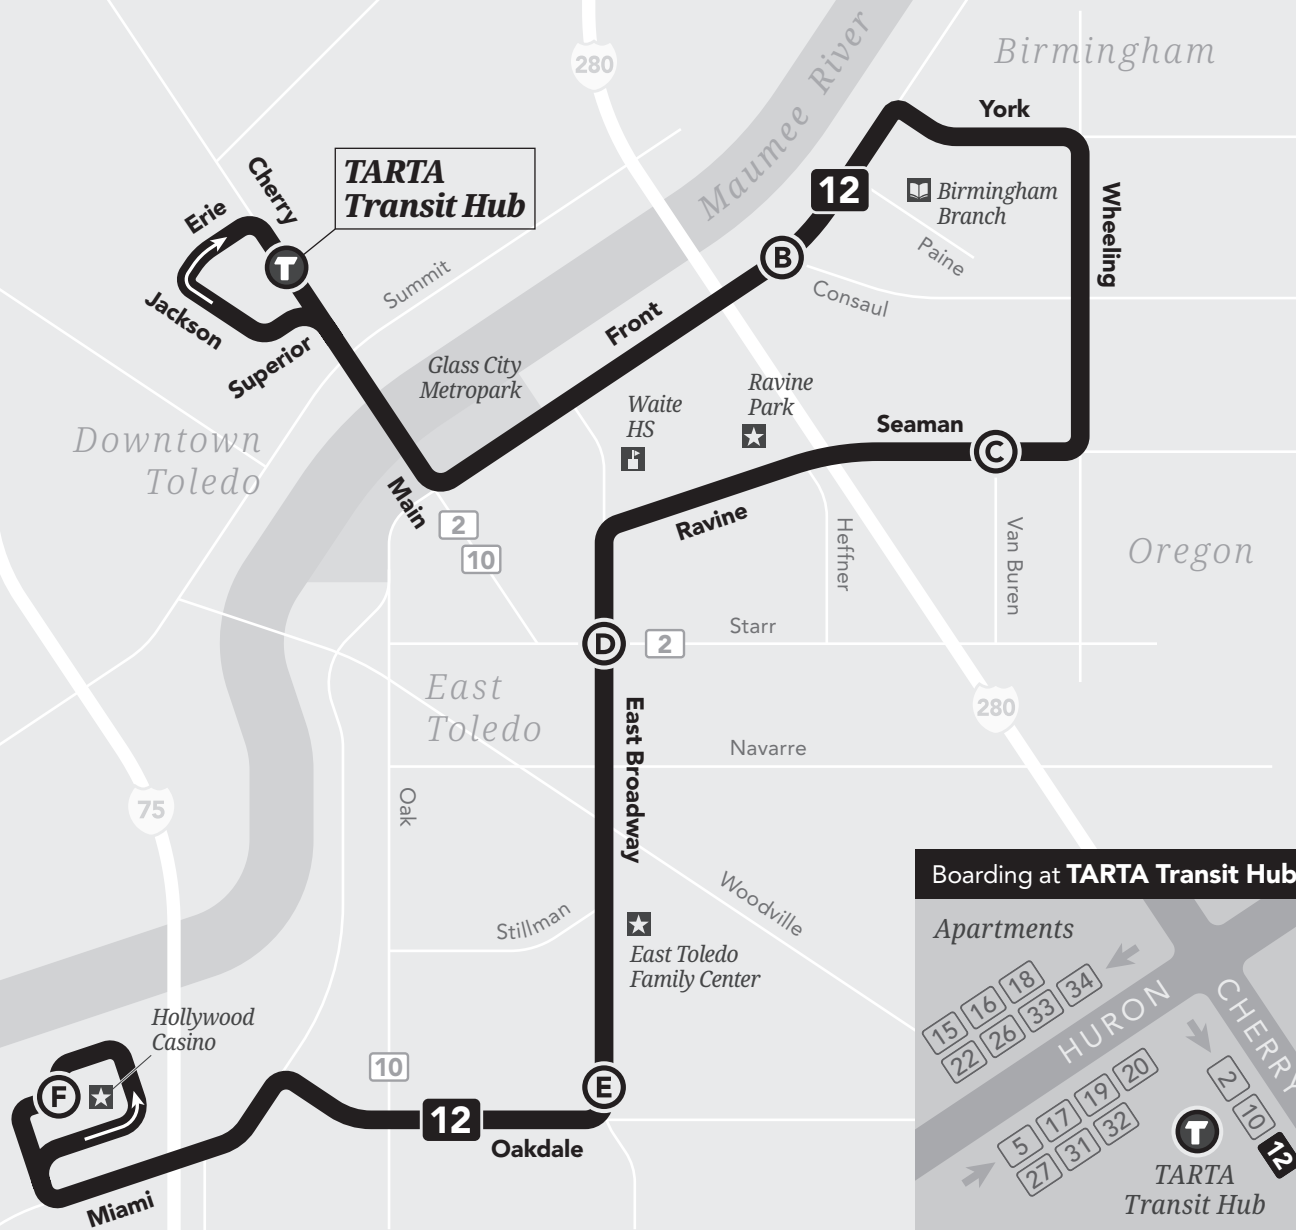 Birmingham
280
Maumee River
York
Cherry
TARTA
Transit Hub
12
Birmingham
Branch
Wheeling
Erie
T
B
Paine
Summit
Consaul
Jackson
Front
Superior
Glass City
Metropark
Ravine
Park
Waite
HS
Seaman
C
Downtown
Toledo
Main
2
10
Ravine
Heffner
Van Buren
Oregon
D
2
Starr
East
Toledo
East Broadway
280
Navarre
75
Oak
Woodville
Stillman
East Toledo
Family Center
Hollywood
Casino
F
10
E
12
Oakdale
Miami
Boarding at TARTA Transit Hub
Apartments
15 16 18
22 26 33 34
HURON
CHERRY
5 17 19 20
27 31 32
2
10
12
T
TARTA
Transit Hub